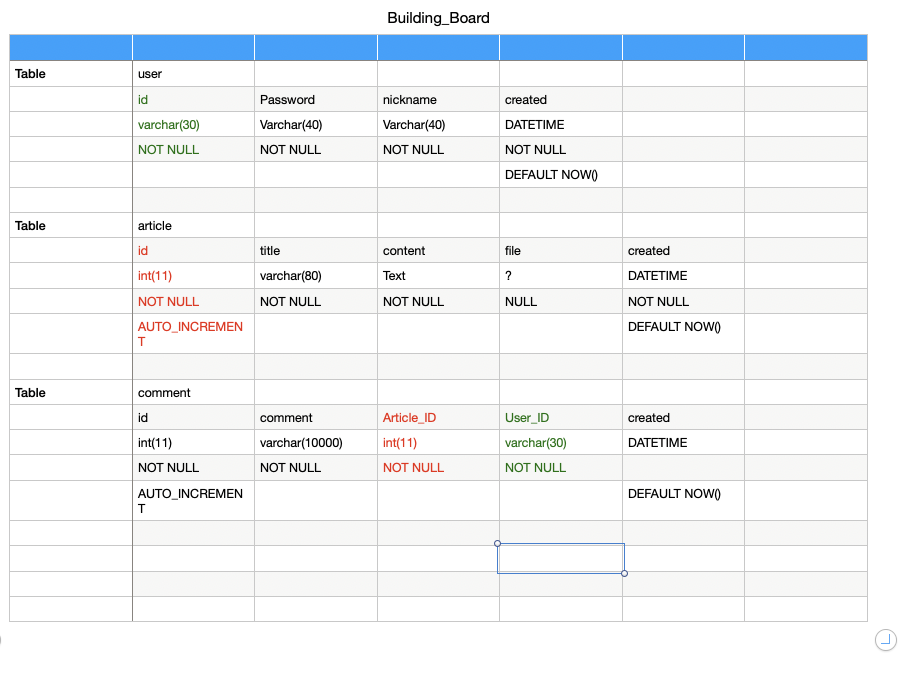 Building_Board
Table user
id Password nickname created
varchar(30) Varchar(40) Varchar(40) DATETIME
NOT NULL NOT NULL NOT NULL NOT NULL
DEFAULT NOW()
Table article
id title content file created
int(11) varchar(80) Text ? DATETIME
NOT NULL NOT NULL NOT NULL NULL NOT NULL
AUTO_INCREMEN DEFAULT NOW()
T
Table comment
id comment Article_ID User_ID created
int(11) varchar(10000) int(11) varchar(30) DATETIME
NOT NULL NOT NULL NOT NULL NOT NULL
AUTO_INCREMEN DEFAULT NOW()
T